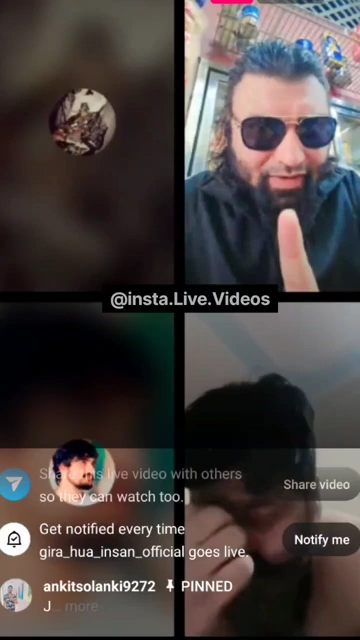 @insta.Live.Videos
Share this live video with others
so they can watch too.
Share video
Get notified every time
gira_hua_insan_official goes live.
Notify me
ankitsolanki9272 PINNED
J... more